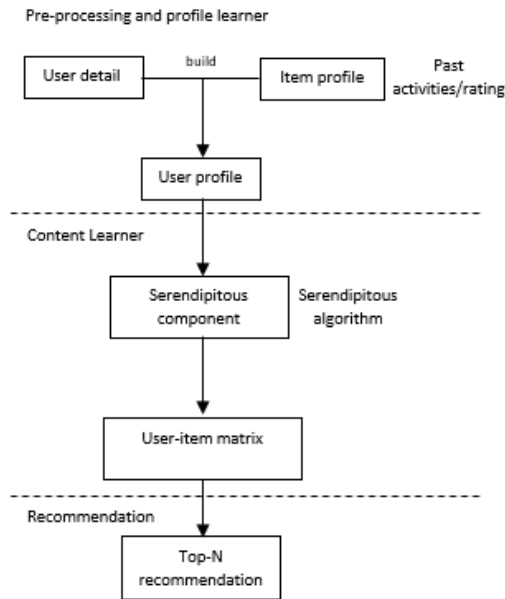 Pre-processing and profile learner
User detail
build
Item profile
Past
activities/rating
User profile
Content Learner
Serendipitous
component
Serendipitous
algorithm
User-item matrix
Recommendation
Top-N
recommendation